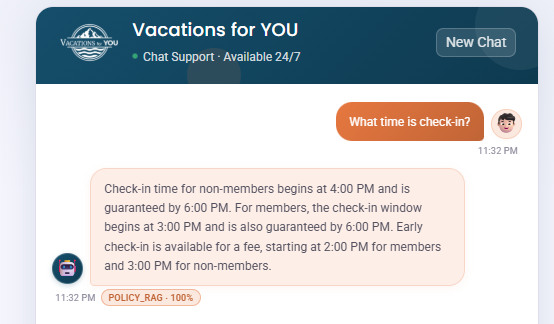 VACATIONS for YOU
Vacations for YOU
Chat Support · Available 24/7
New Chat
What time is check-in?
11:32 PM
Check-in time for non-members begins at 4:00 PM and is
guaranteed by 6:00 PM. For members, the check-in window
begins at 3:00 PM and is also guaranteed by 6:00 PM. Early
check-in is available for a fee, starting at 2:00 PM for members
and 3:00 PM for non-members.
11:32 PM POLICY_RAG · 100%